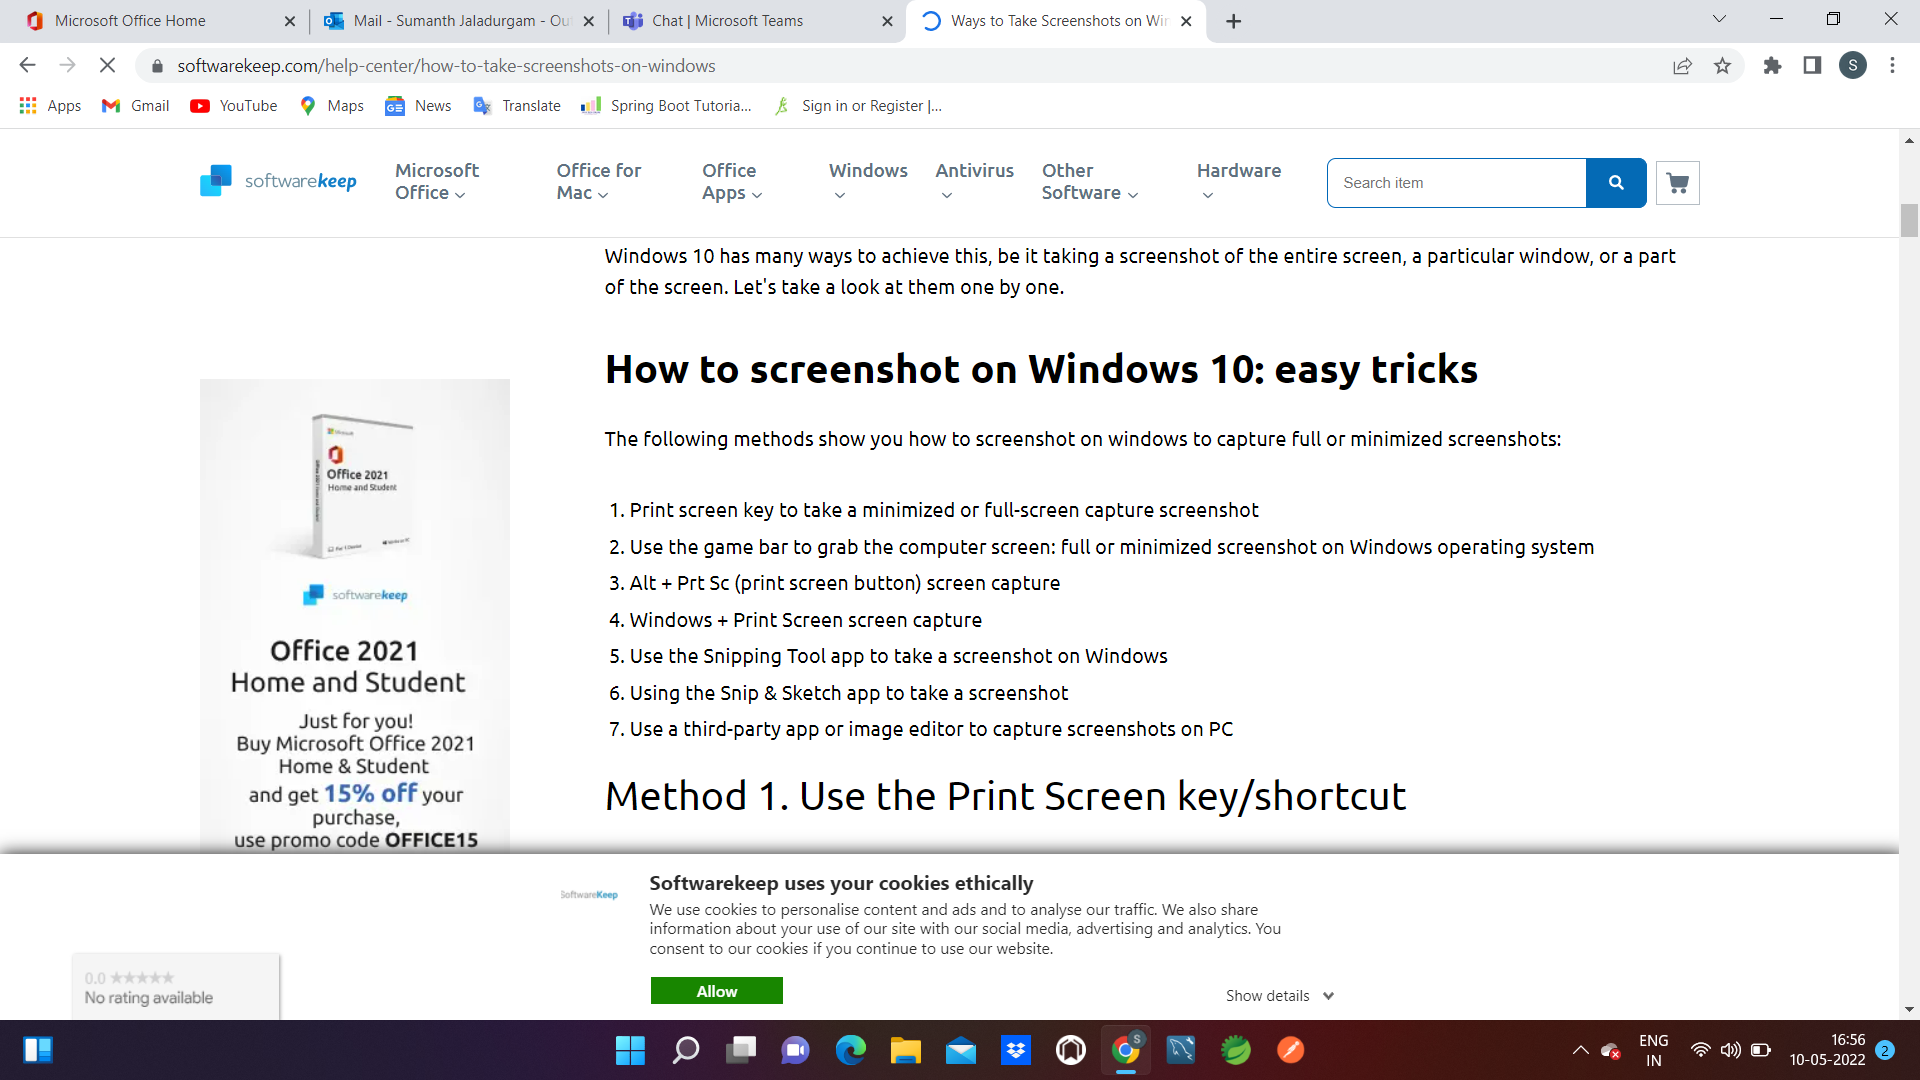 Microsoft Office Home
Mail - Sumanth Jaladurgam - Ou
Chat | Microsoft Teams
Ways to Take Screenshots on Win
softwarekeep.com/help-center/how-to-take-screenshots-on-windows
S
Apps
Gmail
YouTube
Maps
News
Translate
Spring Boot Tutoria...
Sign in or Register |...
softwarekeep
Microsoft Office
Office for Mac
Office Apps
Windows
Antivirus
Other Software
Hardware
Search item
Windows 10 has many ways to achieve this, be it taking a screenshot of the entire screen, a particular window, or a part
of the screen. Let's take a look at them one by one.
How to screenshot on Windows 10: easy tricks
The following methods show you how to screenshot on windows to capture full or minimized screenshots:
1. Print screen key to take a minimized or full-screen capture screenshot
2. Use the game bar to grab the computer screen: full or minimized screenshot on Windows operating system
3. Alt + Prt Sc (print screen button) screen capture
4. Windows + Print Screen screen capture
5. Use the Snipping Tool app to take a screenshot on Windows
6. Using the Snip & Sketch app to take a screenshot
7. Use a third-party app or image editor to capture screenshots on PC
Method 1. Use the Print Screen key/shortcut
Microsoft
Office 2021
Home and Student
softwarekeep
Office 2021
Home and Student
Just for you!
Buy Microsoft Office 2021
Home & Student
and get 15% off your
purchase,
use promo code OFFICE15
SoftwareKeep
Softwarekeep uses your cookies ethically
We use cookies to personalise content and ads and to analyse our traffic. We also share
information about your use of our site with our social media, advertising and analytics. You
consent to our cookies if you continue to use our website.
Allow
Show details
0.0 ★★★★★
No rating available
S
ENG
IN
16:56
10-05-2022
2